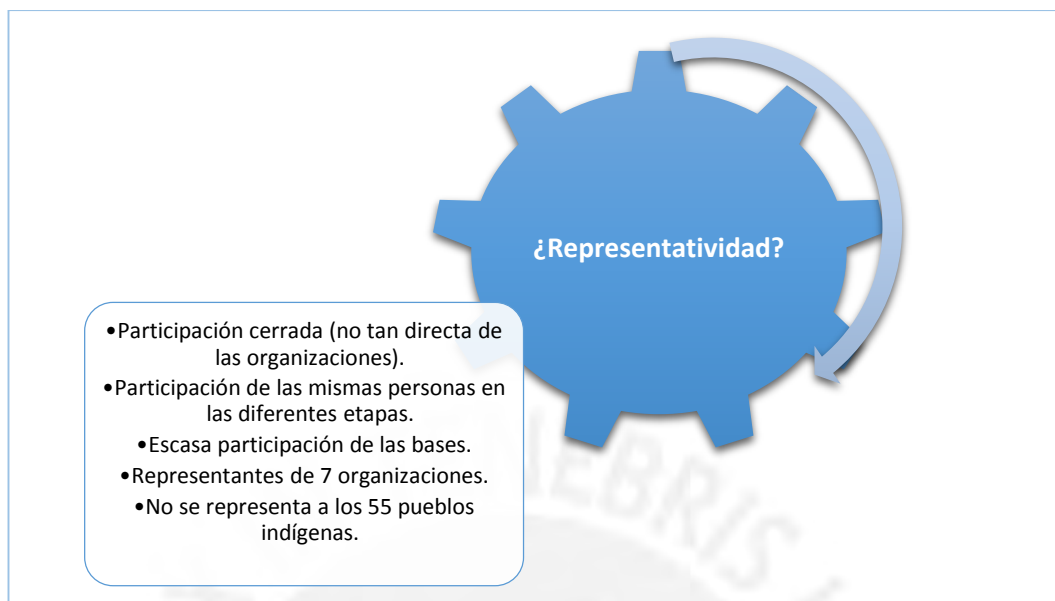 ¿Representatividad?
•Participación cerrada (no tan directa de
las organizaciones).
•Participación de las mismas personas en
las diferentes etapas.
•Escasa participación de las bases.
•Representantes de 7 organizaciones.
•No se representa a los 55 pueblos
indígenas.